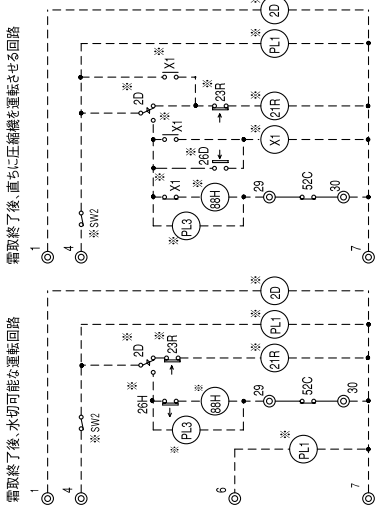 霜取終了後、直ちに圧縮機を運転させる回路
1
※
2D
4
※
PL1
※SW2
※
X1
※
※
2D
※
23R
※
21R
※
※
X1
※
X1
※
26D
※
X1
※
88H
※
PL3
29
52C
30
7
霜取終了後、水切可能な運転回路
1
※
2D
4
※
PL1
※SW2
※
2D
※
23R
※
21R
※
26H
※
88H
※
PL3
29
52C
30
6
※
PL1
7